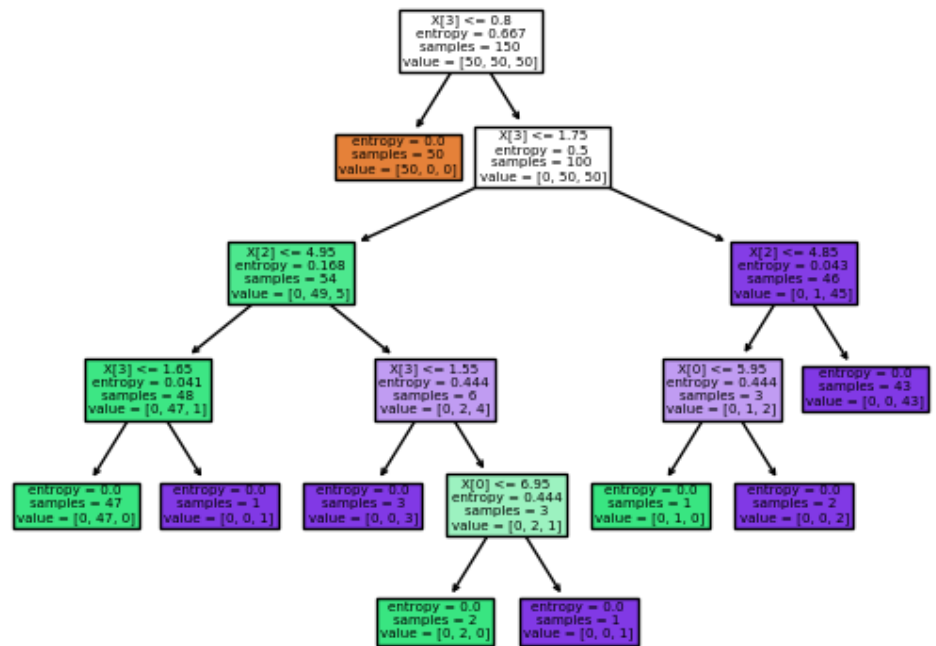 X[3] <= 0.8
entropy = 0.667
samples = 150
value = [50, 50, 50]
entropy = 0.0
samples = 50
value = [50, 0, 0]
X[3] <= 1.75
entropy = 0.5
samples = 100
value = [0, 50, 50]
X[2] <= 4.95
entropy = 0.168
samples = 54
value = [0, 49, 5]
X[2] <= 4.85
entropy = 0.043
samples = 46
value = [0, 1, 45]
X[3] <= 1.65
entropy = 0.041
samples = 48
value = [0, 47, 1]
X[3] <= 1.55
entropy = 0.444
samples = 6
value = [0, 2, 4]
X[0] <= 5.95
entropy = 0.444
samples = 3
value = [0, 1, 2]
entropy = 0.0
samples = 43
value = [0, 0, 43]
entropy = 0.0
samples = 47
value = [0, 47, 0]
entropy = 0.0
samples = 1
value = [0, 0, 1]
entropy = 0.0
samples = 3
value = [0, 0, 3]
X[0] <= 6.95
entropy = 0.444
samples = 3
value = [0, 2, 1]
entropy = 0.0
samples = 1
value = [0, 1, 0]
entropy = 0.0
samples = 2
value = [0, 0, 2]
entropy = 0.0
samples = 2
value = [0, 2, 0]
entropy = 0.0
samples = 1
value = [0, 0, 1]